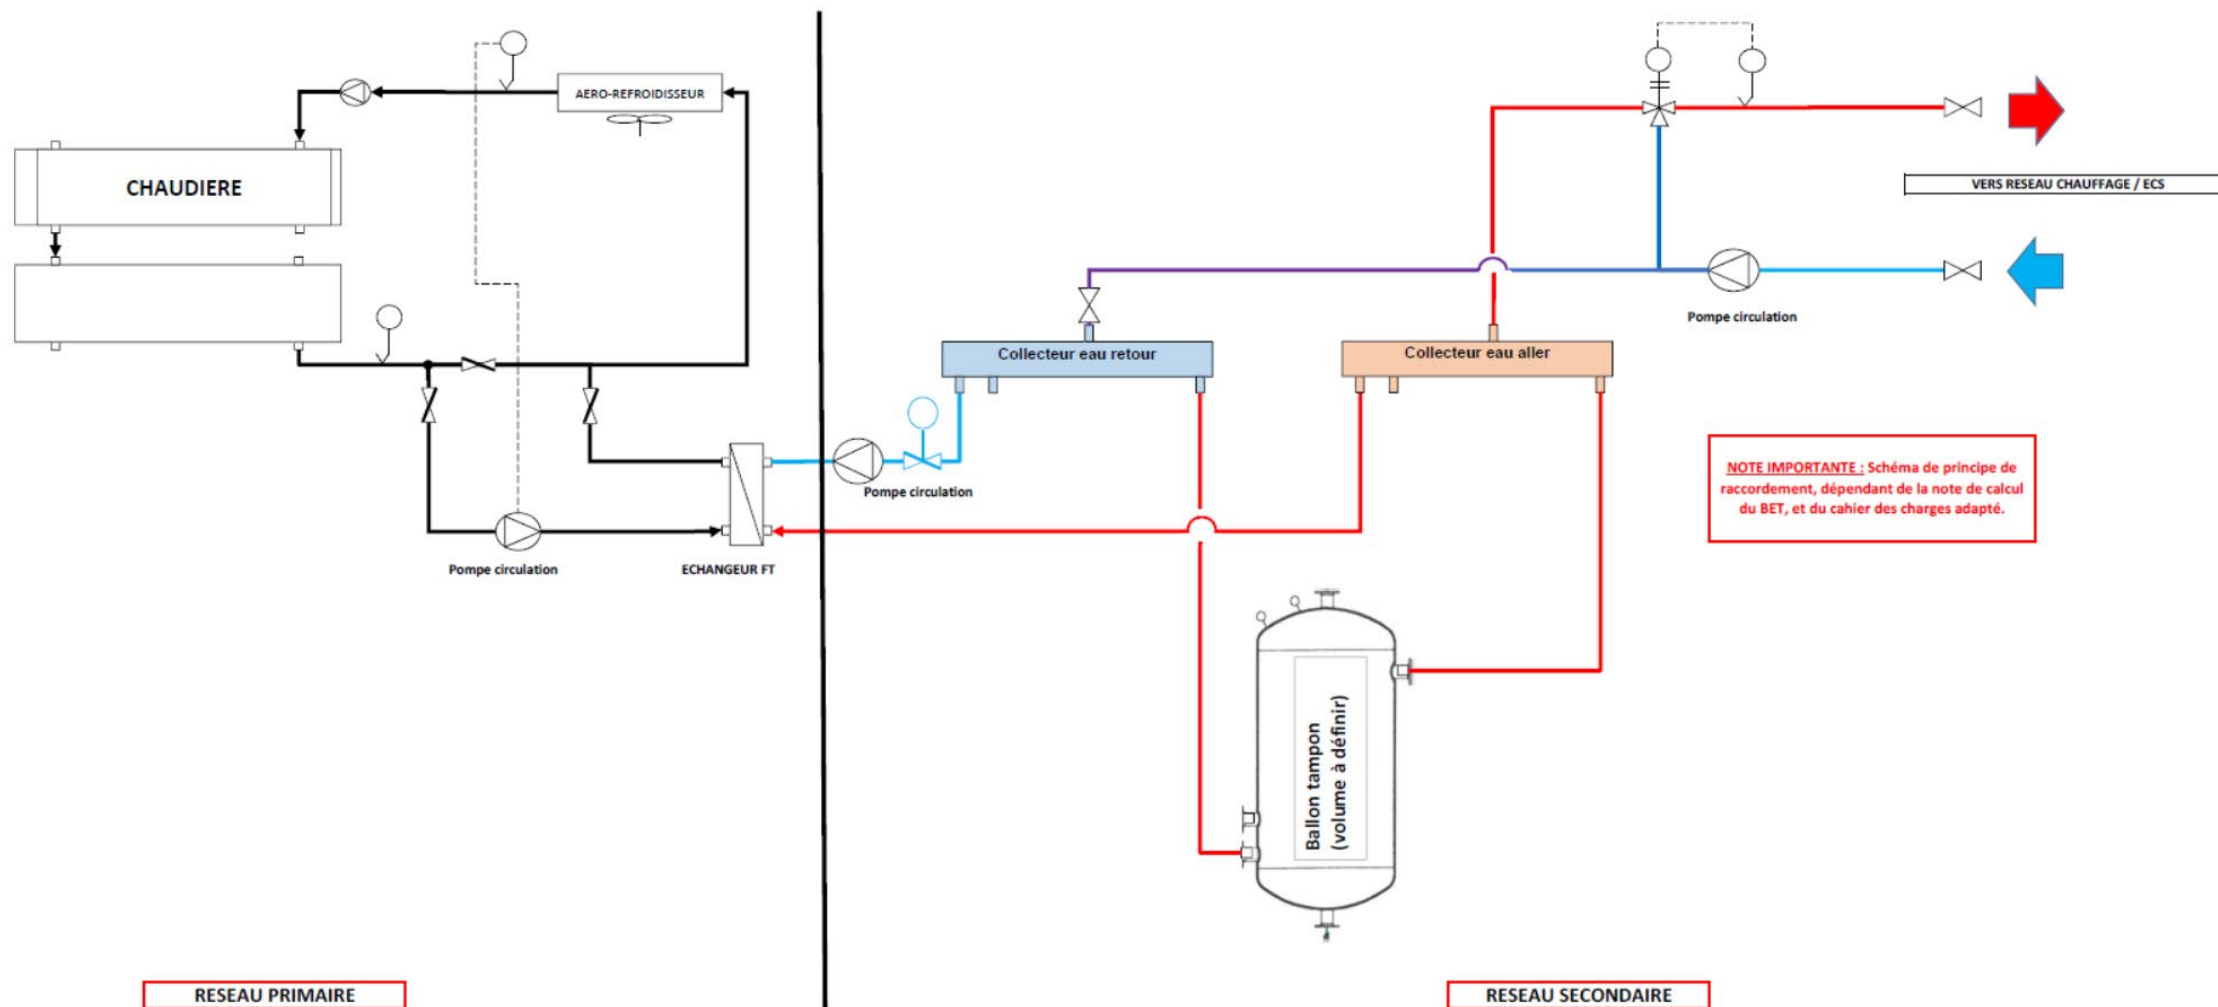 AERO-REFROIDISSEUR
CHAUDIERE
VERS RESEAU CHAUFFAGE / ECS
Pompe circulation
Collecteur eau retour
Collecteur eau aller
Pompe circulation
NOTE IMPORTANTE : Schéma de principe de
raccordement, dépendant de la note de calcul
du BET, et du cahier des charges adapté.
Pompe circulation
ECHANGEUR FT
Ballon tampon
(volume à définir)
RESEAU PRIMAIRE
RESEAU SECONDAIRE